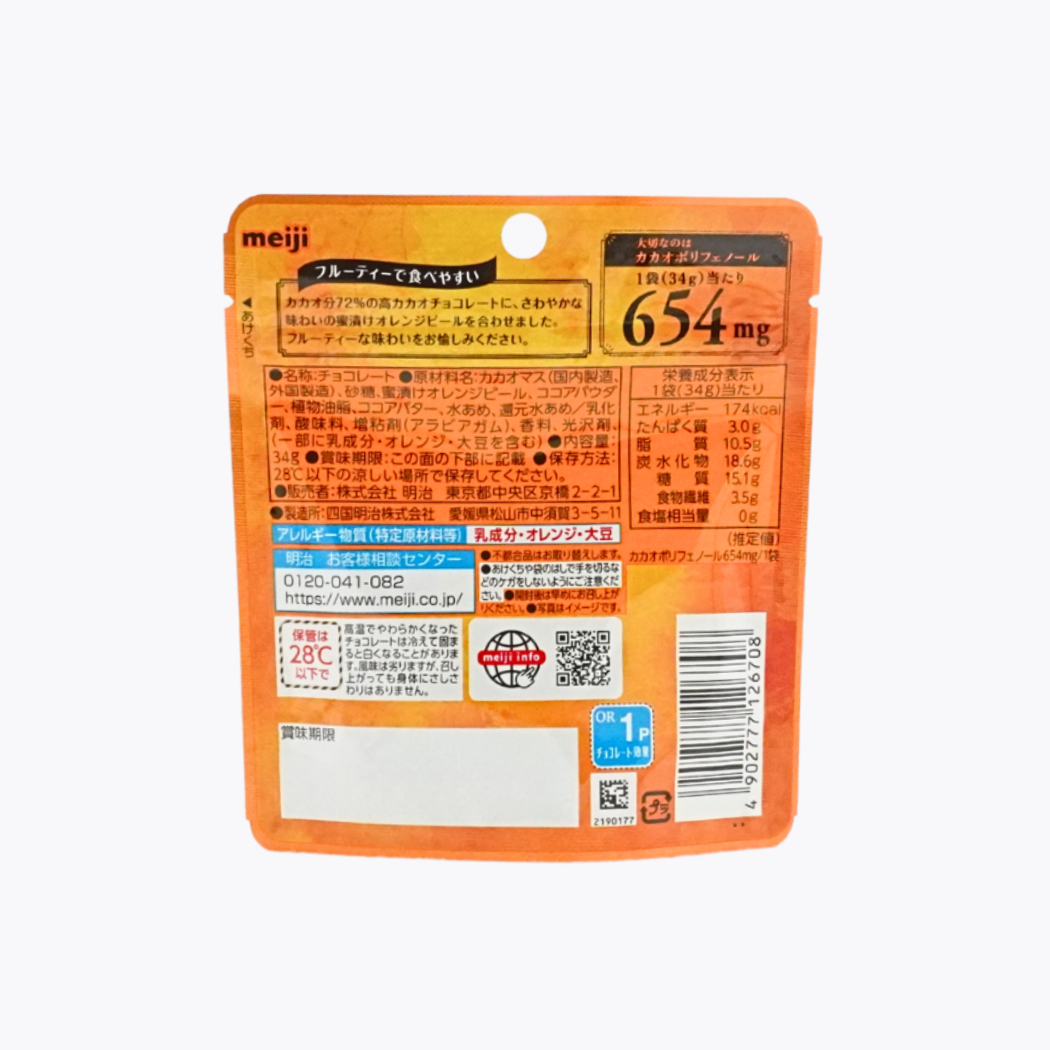 meiji
フルーティーで食べやすい
カカオ分72%の高カカオチョコレートに、さわやかな
味わいの蜜漬けオレンジピールを合わせました。
フルーティーな味わいをお愉しみください。
大切なのは
カカオポリフェノール
1袋(34g)当たり
654mg
◀あけくち
●名称:チョコレート ●原材料名:カカオマス(国内製造、
外国製造)、砂糖、蜜漬けオレンジピール、ココアパウダ
ー、植物油脂、ココアバター、水あめ、還元水あめ/乳化
剤、酸味料、増粘剤(アラビアガム)、香料、光沢剤、
(一部に乳成分・オレンジ・大豆を含む) ●内容量:
34g ●賞味期限:この面の下部に記載 ●保存方法:
28℃以下の涼しい場所で保存してください。
●販売者:株式会社 明治 東京都中央区京橋2-2-1
●製造所:四国明治株式会社 愛媛県松山市中須賀3-5-11
栄養成分表示
1袋(34g)当たり
エネルギー 174kcal
たんぱく質 3.0g
脂質 10.5g
炭水化物 18.6g
糖質 15.1g
食物繊維 3.5g
食塩相当量 0g
(推定値)
カカオポリフェノール654mg/1袋
アレルギー物質(特定原材料等) 乳成分・オレンジ・大豆
明治 お客様相談センター
0120-041-082
https://www.meiji.co.jp/
●不都合品はお取り替えします。
●あけくちや袋のはしで手を切るな
どのケガをしないようにご注意くだ
さい。●開封後は早めにお召し上が
りください。●写真はイメージです。
保管は
28℃
以下で
高温でやわらかくなった
チョコレートは冷えて固ま
ると白くなることがありま
す。風味は劣りますが、召し
上がっても身体にさしさ
わりはありません。
meiji info
賞味期限
OR 1P
チョコレート効果
2190177
プラ
4 902777 126708